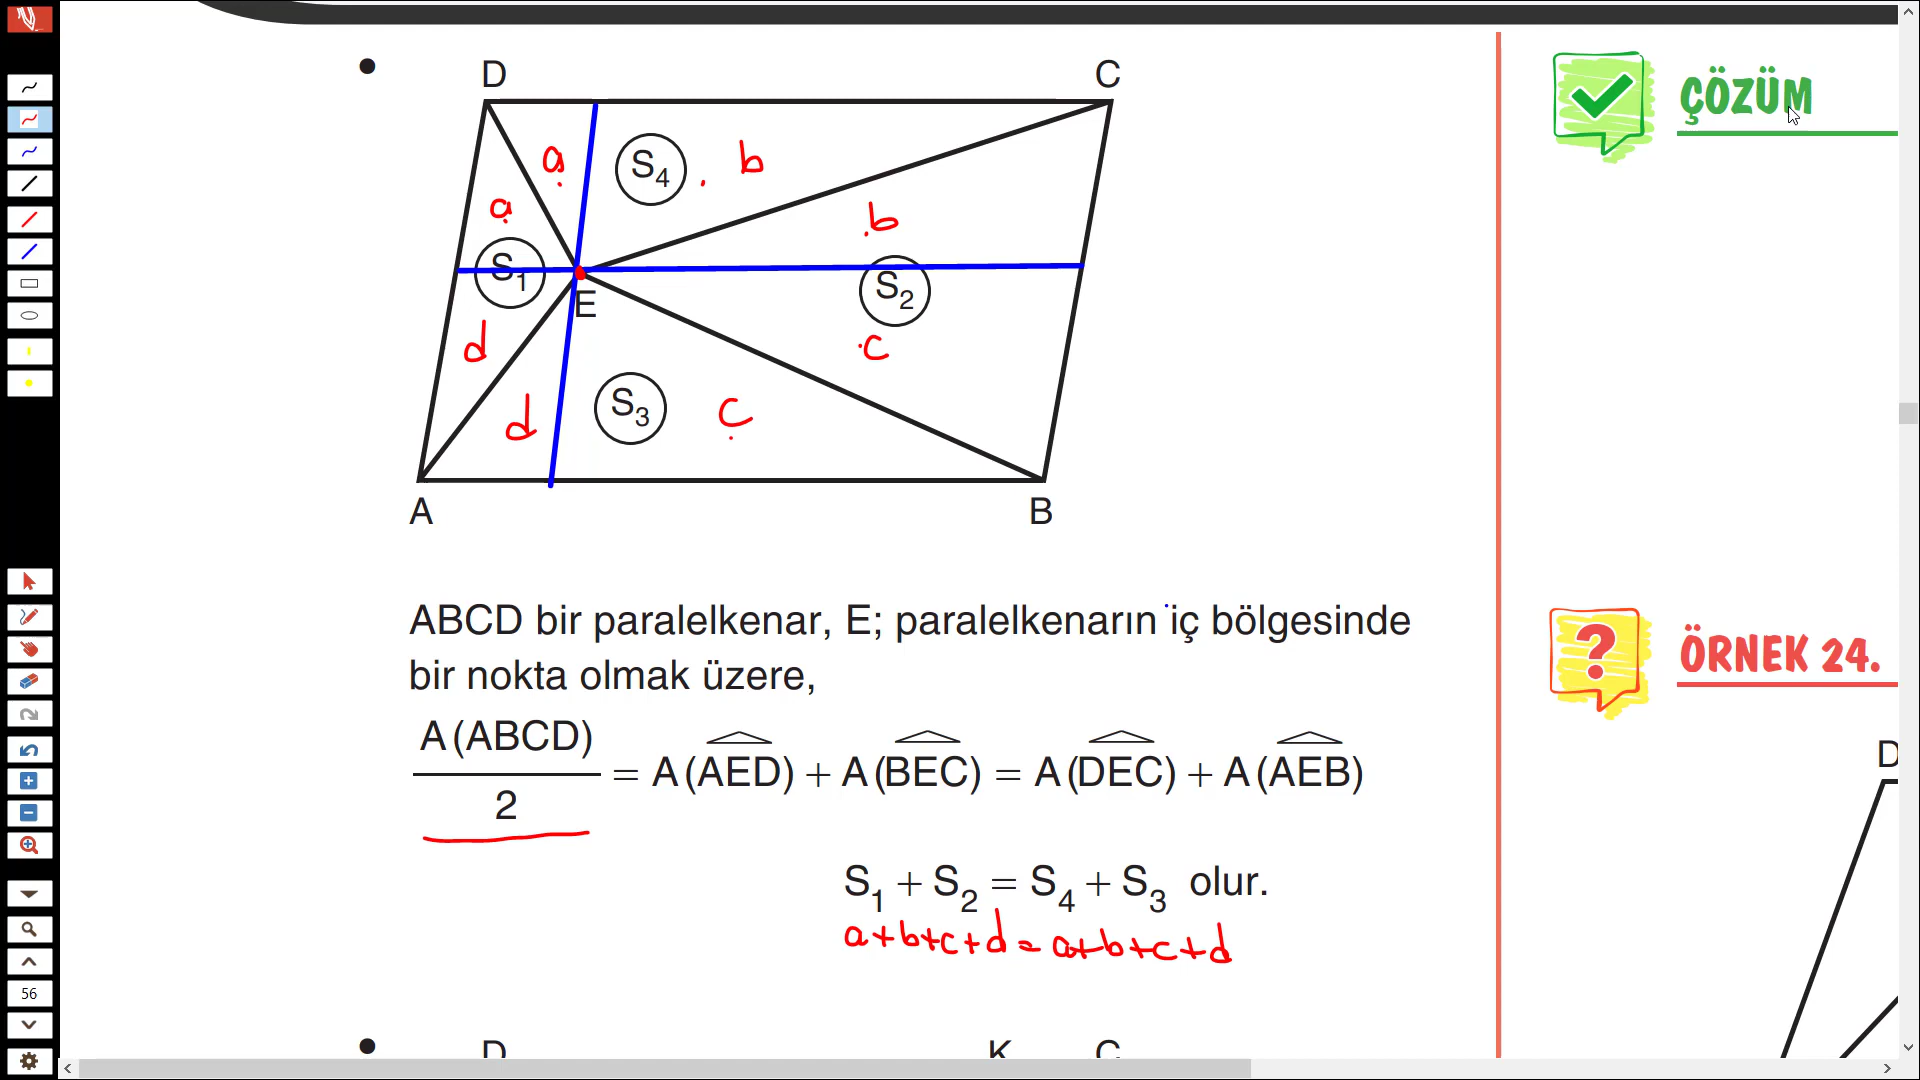 • D C
a S4 b
a b
S1 S2
E
d c
d S3 c
A B
ABCD bir paralelkenar, E; paralelkenarın iç bölgesinde
bir nokta olmak üzere,
A(ABCD)/2 = A(AED) + A(BEC) = A(DEC) + A(AEB)
S1 + S2 = S4 + S3 olur.
a+b+c+d = a+b+c+d
• D K C
ÇÖZÜM
? ÖRNEK 24.
D
56